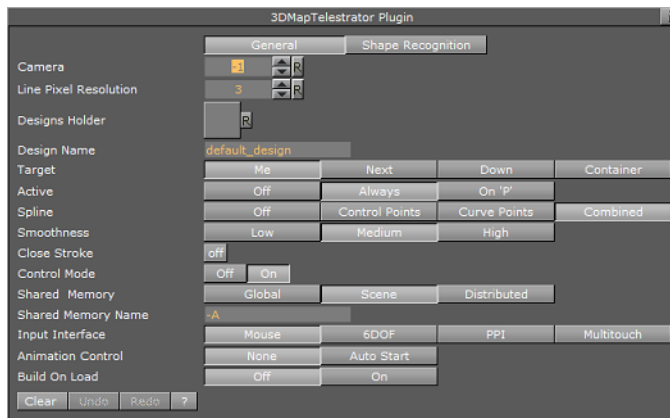 3DMapTelestrator Plugin
General Shape Recognition
Camera -1 R
Line Pixel Resolution 3 R
Designs Holder R
Design Name default_design
Target Me Next Down Container
Active Off Always On 'P'
Spline Off Control Points Curve Points Combined
Smoothness Low Medium High
Close Stroke off
Control Mode Off On
Shared Memory Global Scene Distributed
Shared Memory Name -A
Input Interface Mouse 6DOF PPI Multitouch
Animation Control None Auto Start
Build On Load Off On
Clear Undo Redo ?